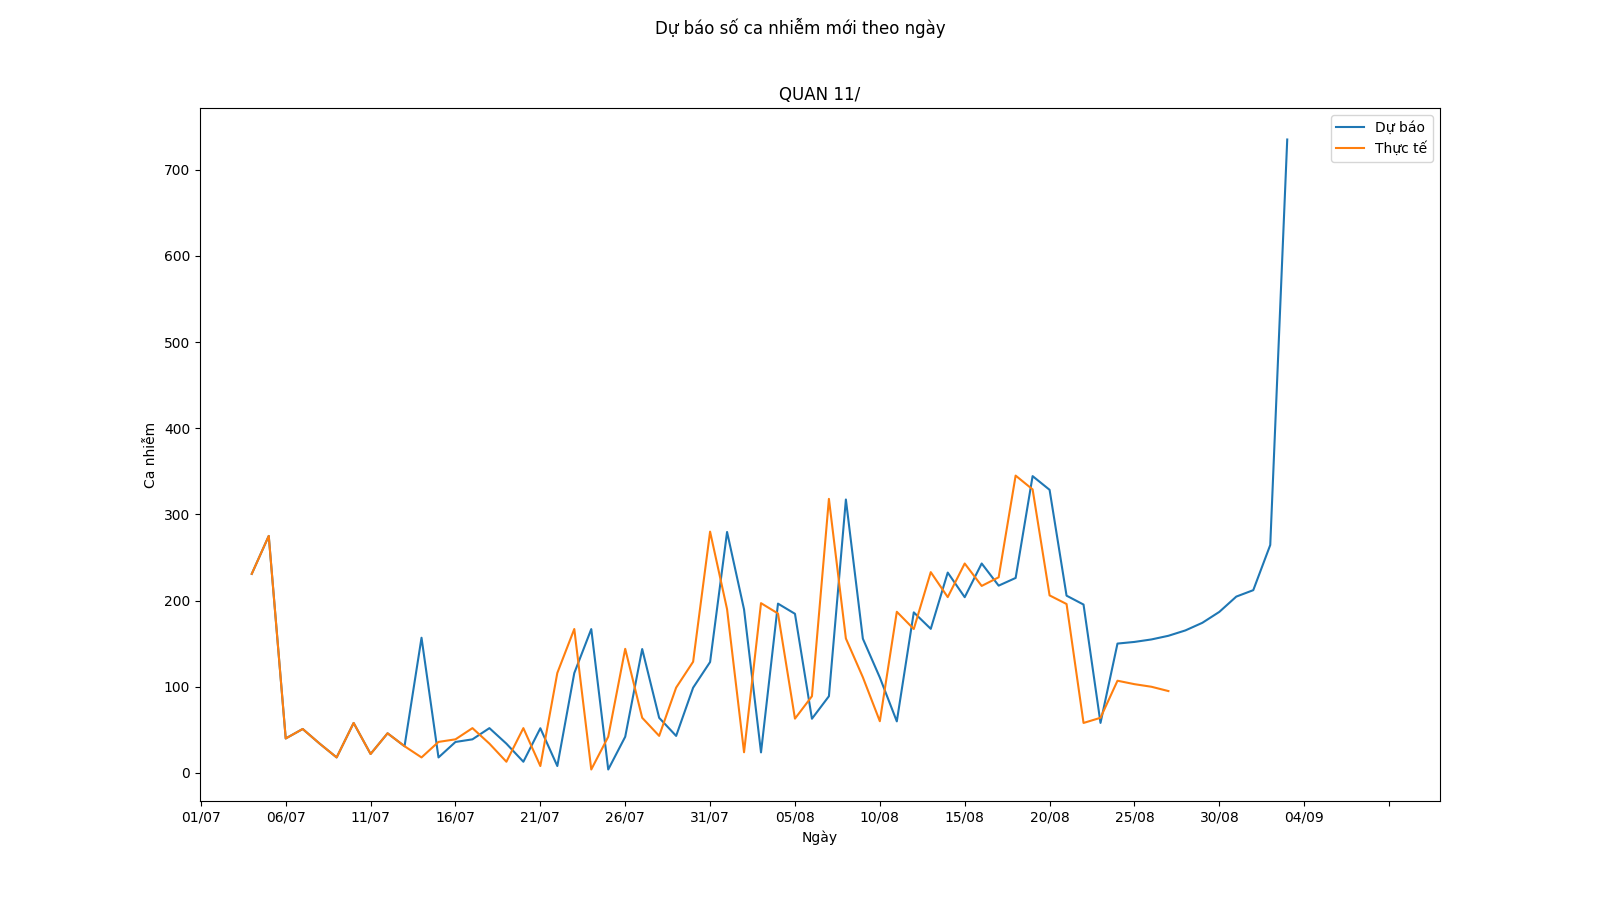 Dự báo số ca nhiễm mới theo ngày
QUAN 11/
Dự báo
Thực tế
700
600
500
400
300
200
100
0
Ca nhiễm
01/07 06/07 11/07 16/07 21/07 26/07 31/07 05/08 10/08 15/08 20/08 25/08 30/08 04/09
Ngày